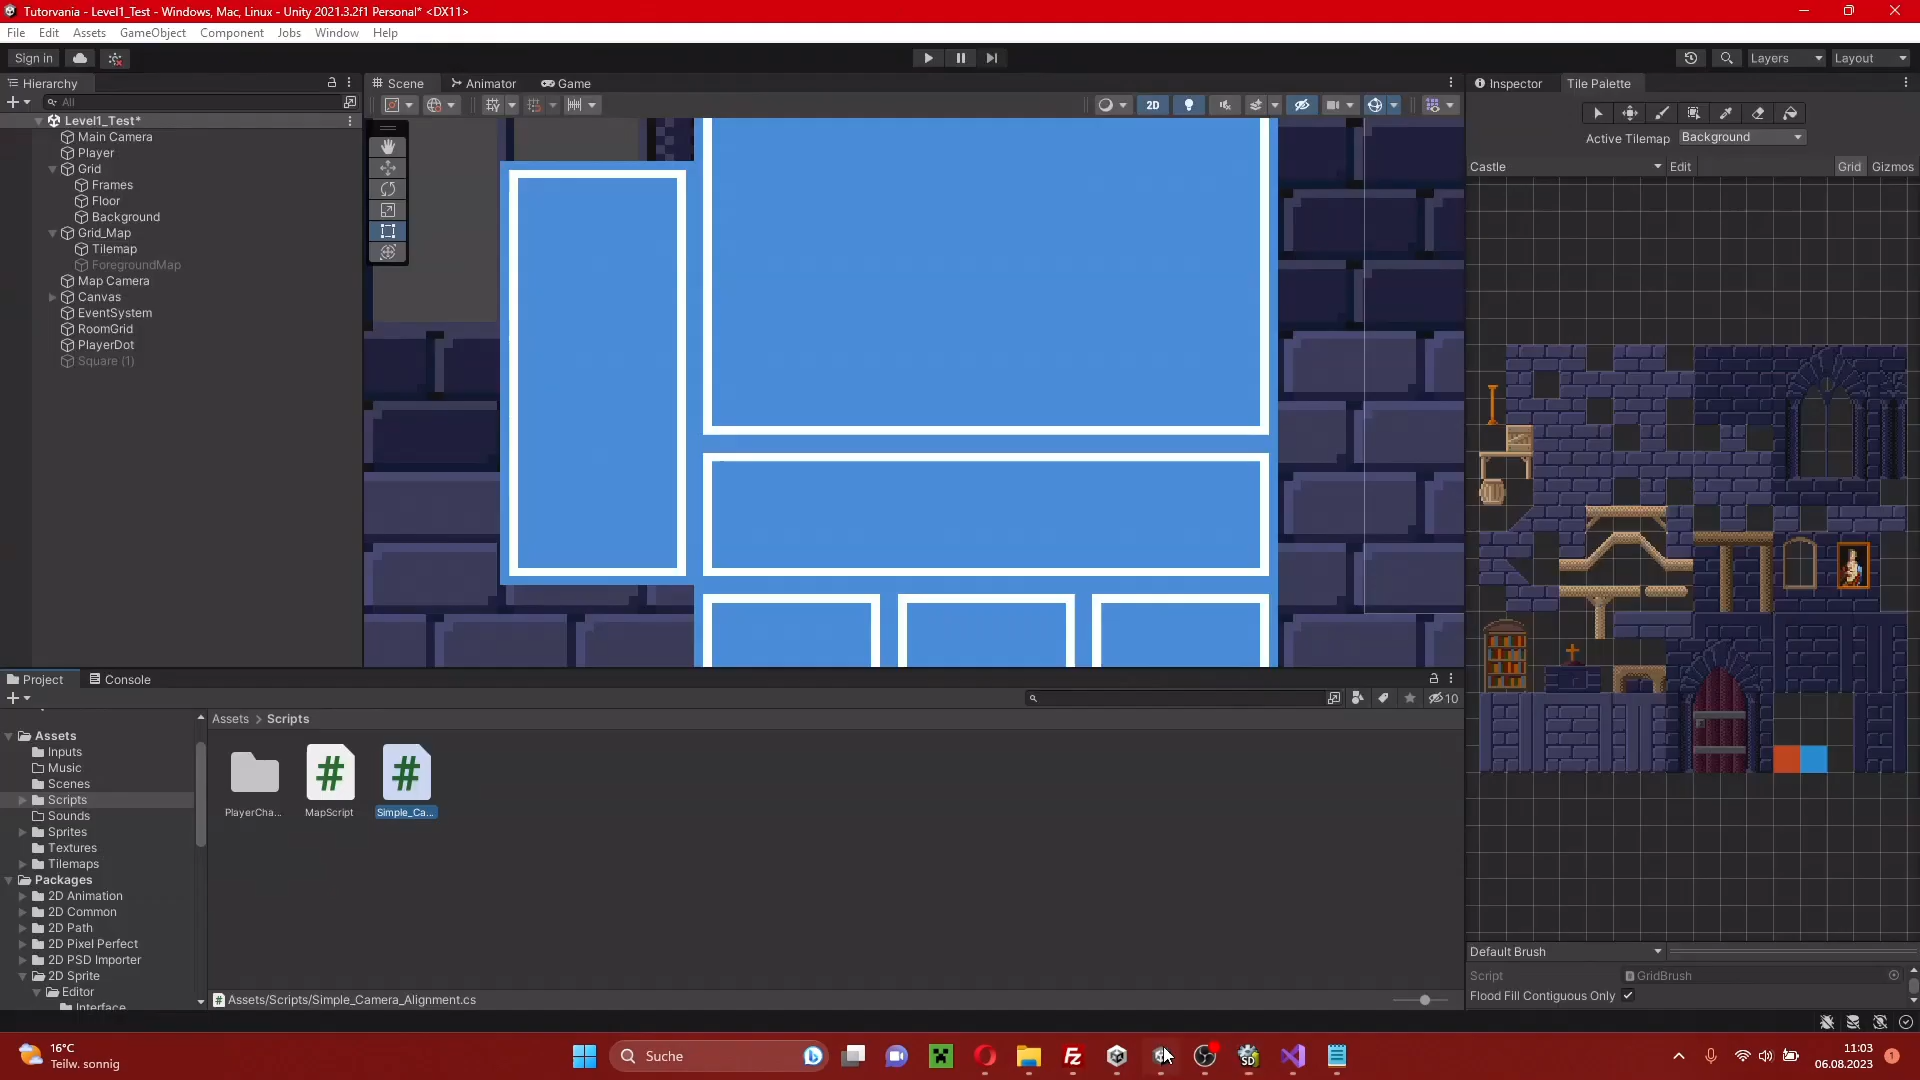 Tutorvania - Level1_Test - Windows, Mac, Linux - Unity 2021.3.2f1 Personal* <DX11>
File Edit Assets GameObject Component Jobs Window Help
Sign in
Layers
Layout
Hierarchy
All
Level1_Test*
Main Camera
Player
Grid
Frames
Floor
Background
Grid_Map
Tilemap
ForegroundMap
Map Camera
Canvas
EventSystem
RoomGrid
PlayerDot
Square (1)
Scene
Animator
Game
2D
Inspector
Tile Palette
Active Tilemap
Background
Castle
Edit
Grid
Gizmos
Default Brush
Script
GridBrush
Flood Fill Contiguous Only
Project
Console
10
Assets
Inputs
Music
Scenes
Scripts
Sounds
Sprites
Textures
Tilemaps
Packages
2D Animation
2D Common
2D Path
2D Pixel Perfect
2D PSD Importer
2D Sprite
Editor
Interface
Assets > Scripts
PlayerCha...
MapScript
Simple_Ca...
Assets/Scripts/Simple_Camera_Alignment.cs
16°C
Teilw. sonnig
Suche
11:03
06.08.2023
1